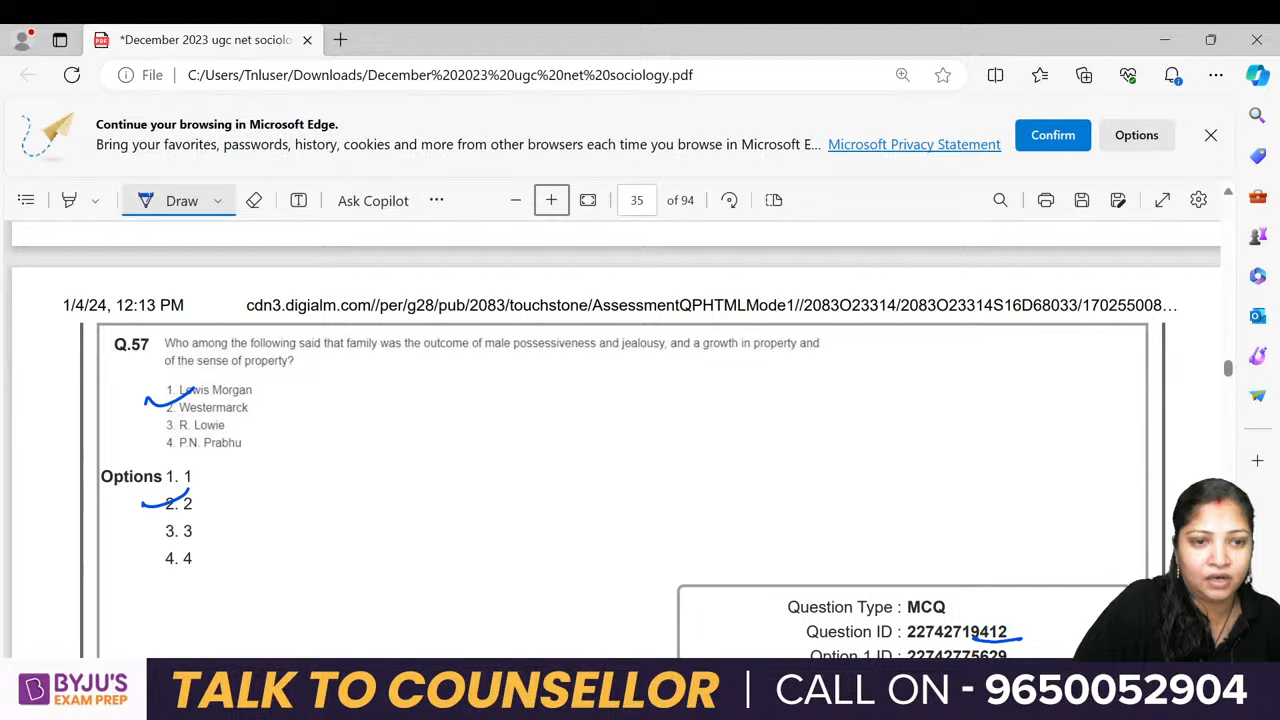 *December 2023 ugc net sociolo
File C:/Users/Tnluser/Downloads/December%202023%20ugc%20net%20sociology.pdf
Continue your browsing in Microsoft Edge.
Bring your favorites, passwords, history, cookies and more from other browsers each time you browse in Microsoft E... Microsoft Privacy Statement
Confirm
Options
Draw
Ask Copilot
35 of 94
1/4/24, 12:13 PM
cdn3.digialm.com//per/g28/pub/2083/touchstone/AssessmentQPHTMLMode1//2083O23314/2083O23314S16D68033/170255008…
Q.57 Who among the following said that family was the outcome of male possessiveness and jealousy, and a growth in property and
of the sense of property?
1. Lewis Morgan
2. Westermarck
3. R. Lowie
4. P.N. Prabhu
Options 1. 1
2. 2
3. 3
4. 4
Question Type : MCQ
Question ID : 22742719412
Option 1 ID : 22742775629
BYJU'S
EXAM PREP
TALK TO COUNSELLOR | CALL ON - 9650052904